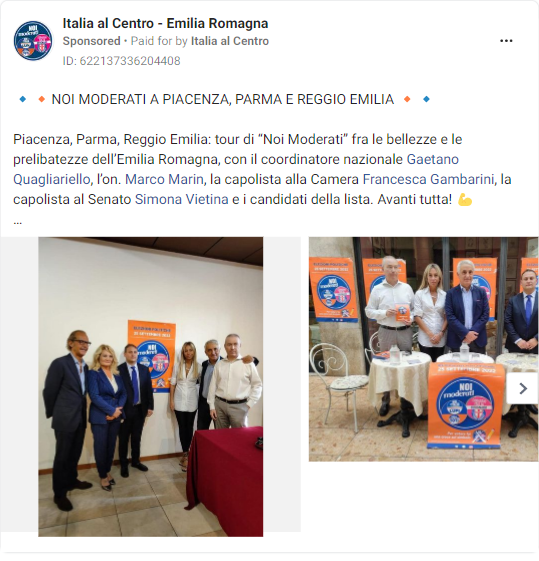 Italia al Centro - Emilia Romagna
Sponsored • Paid for by Italia al Centro
ID: 622137336204408
🔹 🔸 NOI MODERATI A PIACENZA, PARMA E REGGIO EMILIA 🔸 🔹
Piacenza, Parma, Reggio Emilia: tour di “Noi Moderati” fra le bellezze e le
prelibatezze dell’Emilia Romagna, con il coordinatore nazionale Gaetano
Quagliariello, l’on. Marco Marin, la capolista alla Camera Francesca Gambarini, la
capolista al Senato Simona Vietina e i candidati della lista. Avanti tutta! 💪
...
NOI
moderati
25 SETTEMBRE 2022
NOI
moderati